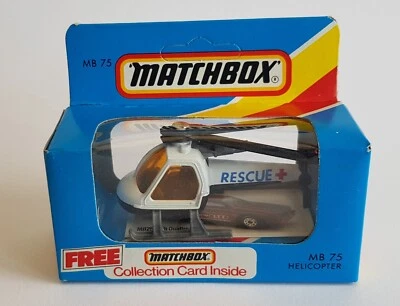 MB 75
"MATCHBOX"®
RESCUE +
FREE
"MATCHBOX"
Collection Card Inside
MB 75
HELICOPTER